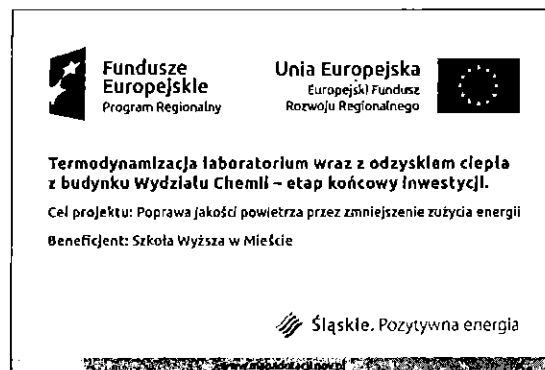 Fundusze
Europejskie
Program Regionalny
Unia Europejska
Europejski Fundusz
Rozwoju Regionalnego
Termodynamizacja laboratorium wraz z odzyskiem ciepła
z budynku Wydziału Chemii – etap końcowy inwestycji.
Cel projektu: Poprawa jakości powietrza przez zmniejszenie zużycia energii
Beneficjent: Szkoła Wyższa w Mieście
Śląskie. Pozytywna energia